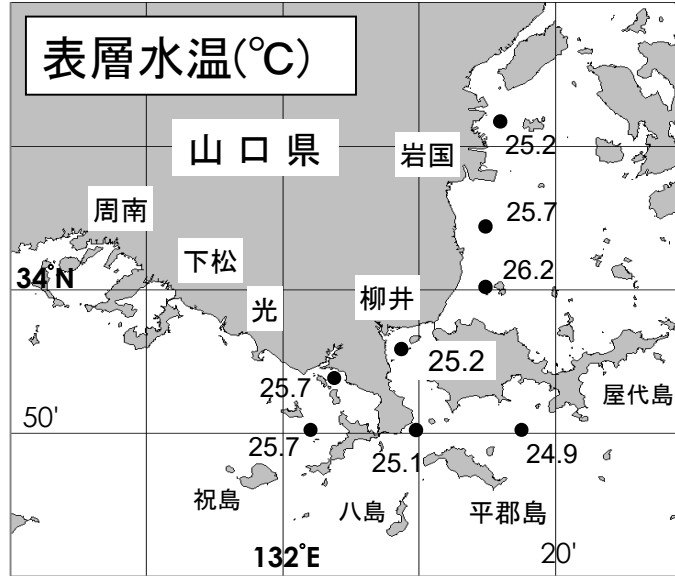 表層水温(℃)
山口県
岩国
25.2
周南
25.7
下松
34°N
26.2
光
柳井
25.2
25.7
屋代島
50'
25.7
25.1
24.9
祝島
八島
平郡島
132°E
20'